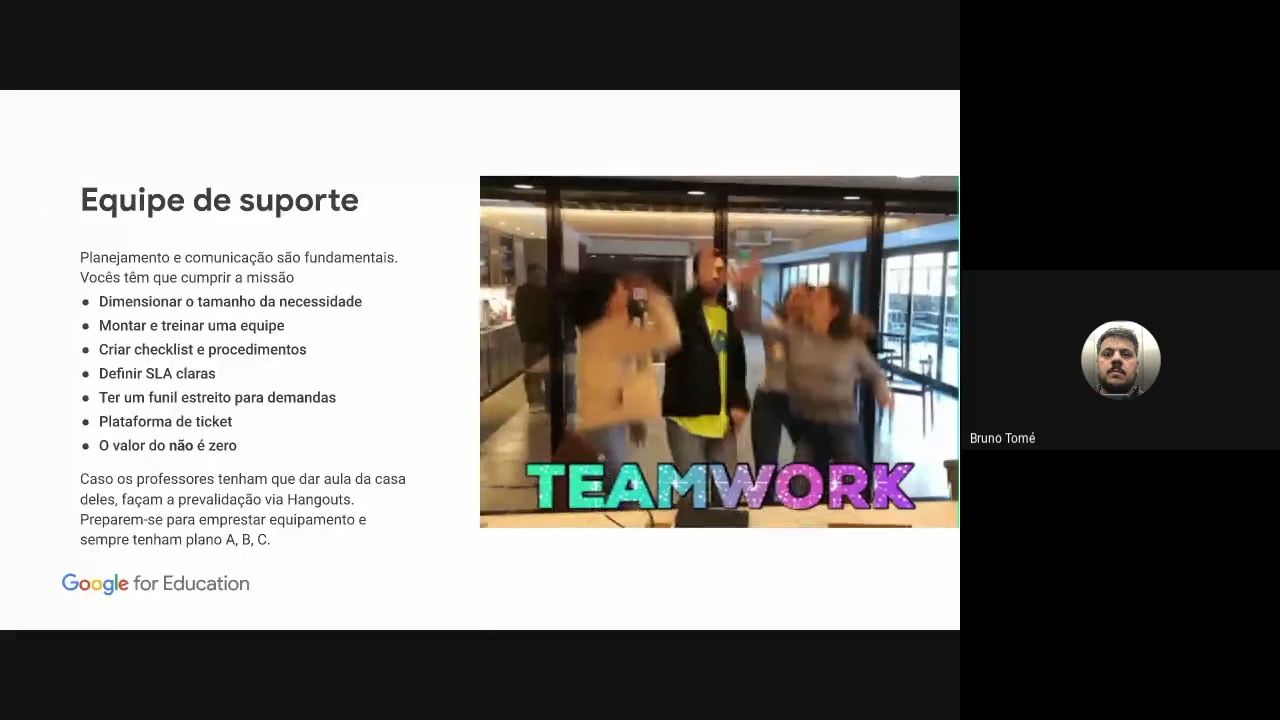 Equipe de suporte
Planejamento e comunicação são fundamentais.
Vocês têm que cumprir a missão
● Dimensionar o tamanho da necessidade
● Montar e treinar uma equipe
● Criar checklist e procedimentos
● Definir SLA claras
● Ter um funil estreito para demandas
● Plataforma de ticket
● O valor do não é zero
Caso os professores tenham que dar aula da casa
deles, façam a prevalidação via Hangouts.
Preparem-se para emprestar equipamento e
sempre tenham plano A, B, C.
Google for Education
TEAMWORK
Bruno Tomé